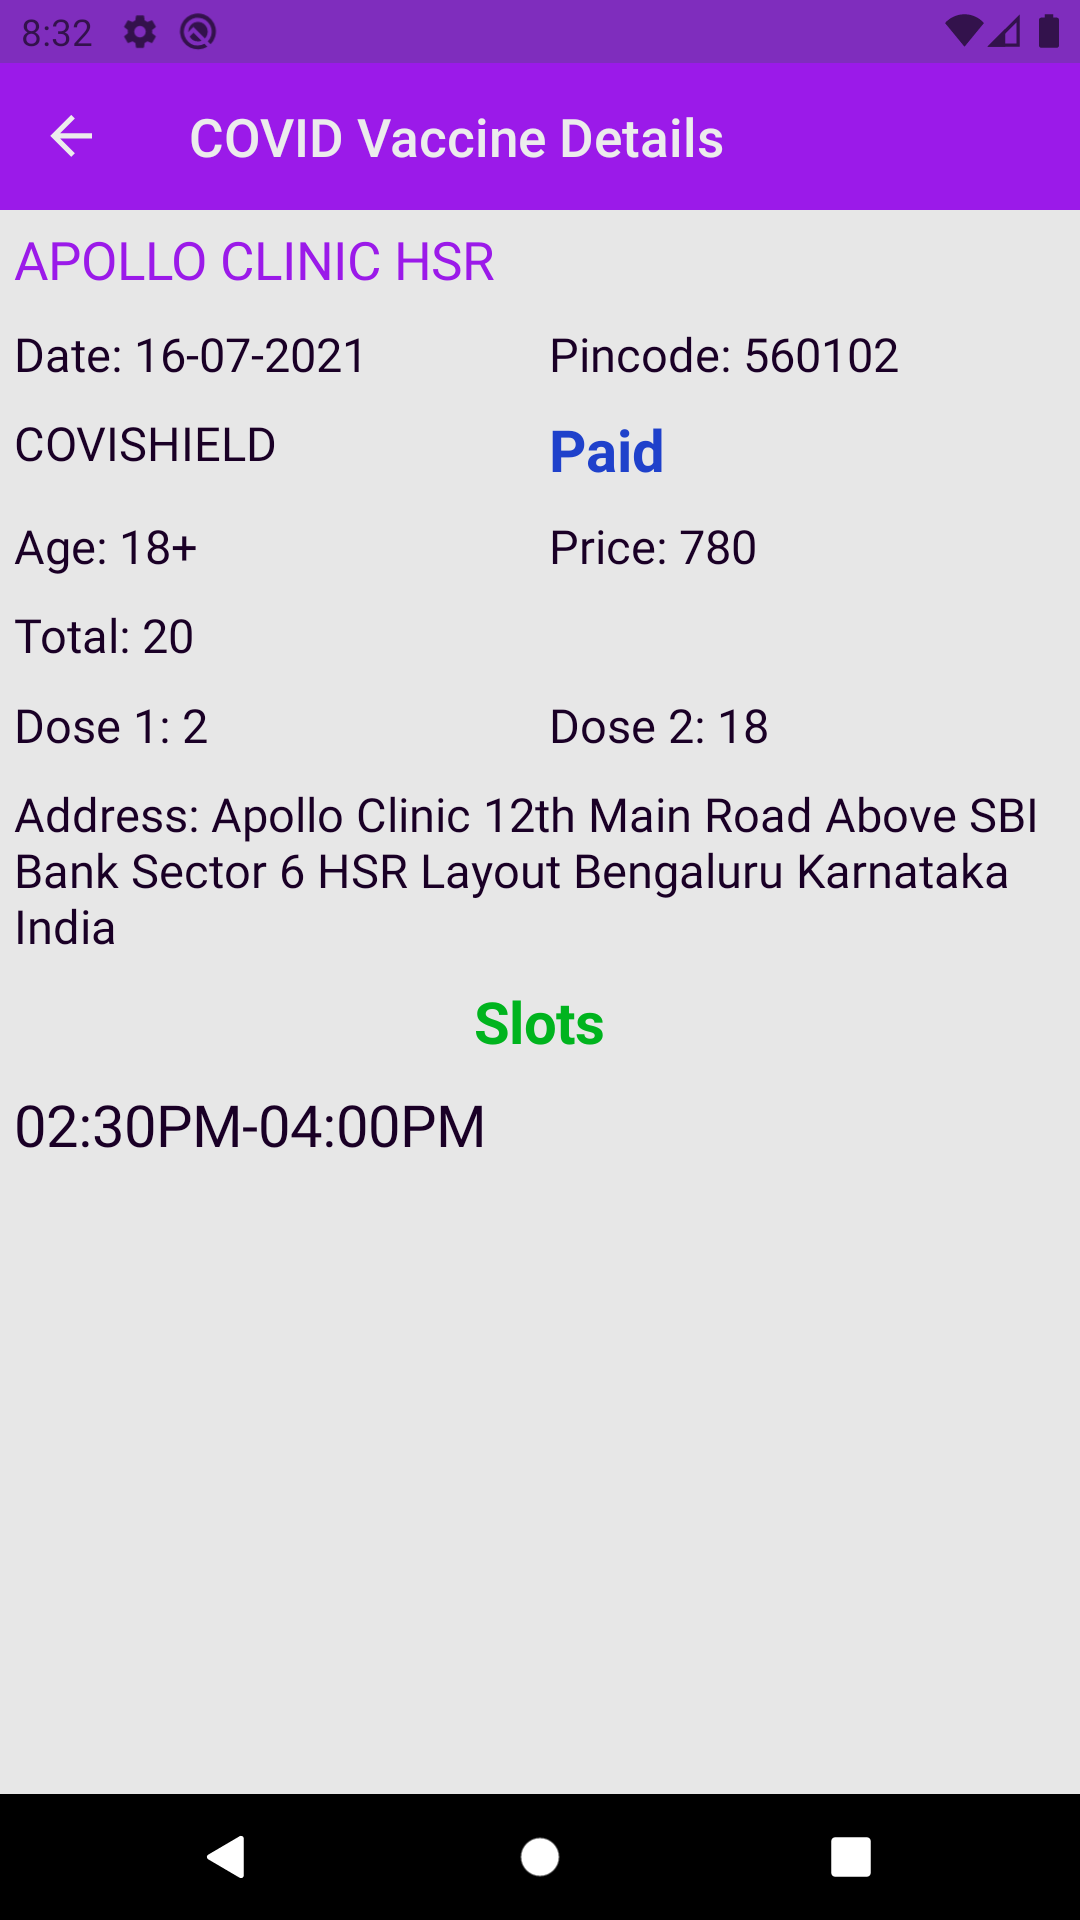 8:32
COVID Vaccine Details
APOLLO CLINIC HSR
Date: 16-07-2021 Pincode: 560102
COVISHIELD Paid
Age: 18+ Price: 780
Total: 20
Dose 1: 2 Dose 2: 18
Address: Apollo Clinic 12th Main Road Above SBI
Bank Sector 6 HSR Layout Bengaluru Karnataka
India
Slots
02:30PM-04:00PM